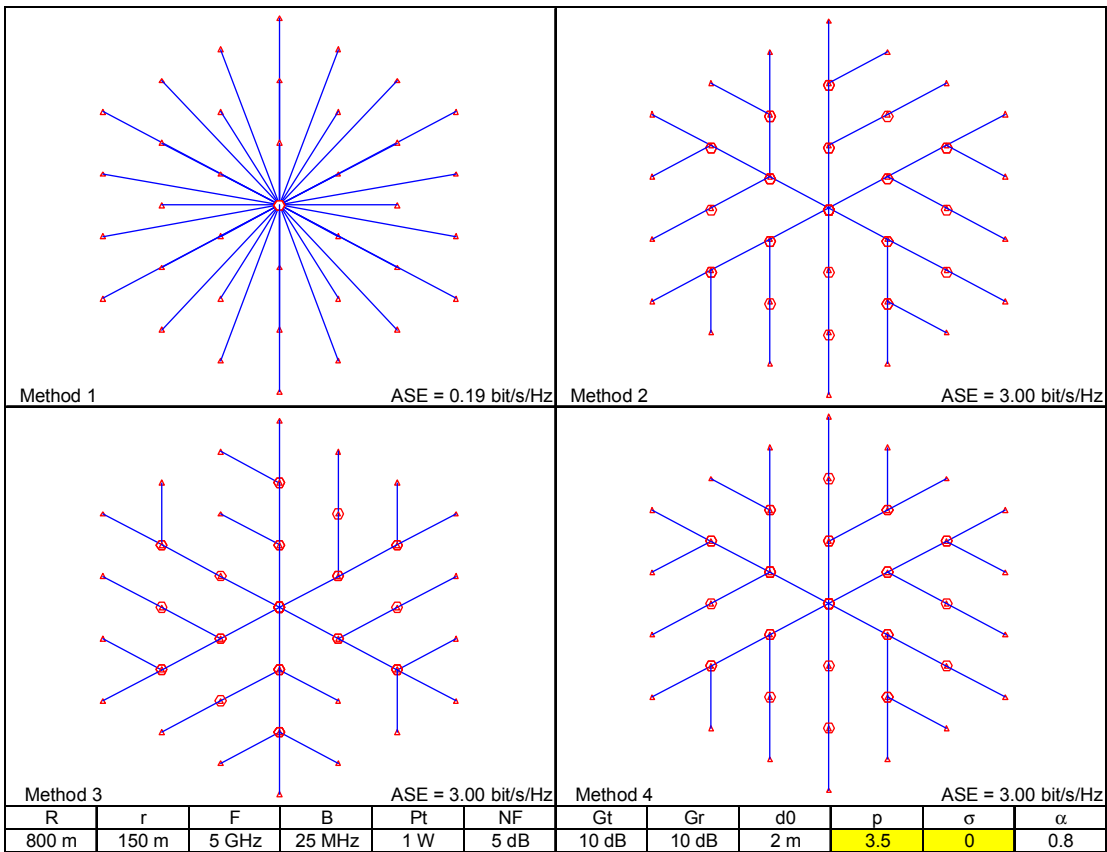 Method 1 ASE = 0.19 bit/s/Hz
Method 2 ASE = 3.00 bit/s/Hz
Method 3 ASE = 3.00 bit/s/Hz
Method 4 ASE = 3.00 bit/s/Hz
R r F B Pt NF Gt Gr d0 p σ α
800 m 150 m 5 GHz 25 MHz 1 W 5 dB 10 dB 10 dB 2 m 3.5 0 0.8